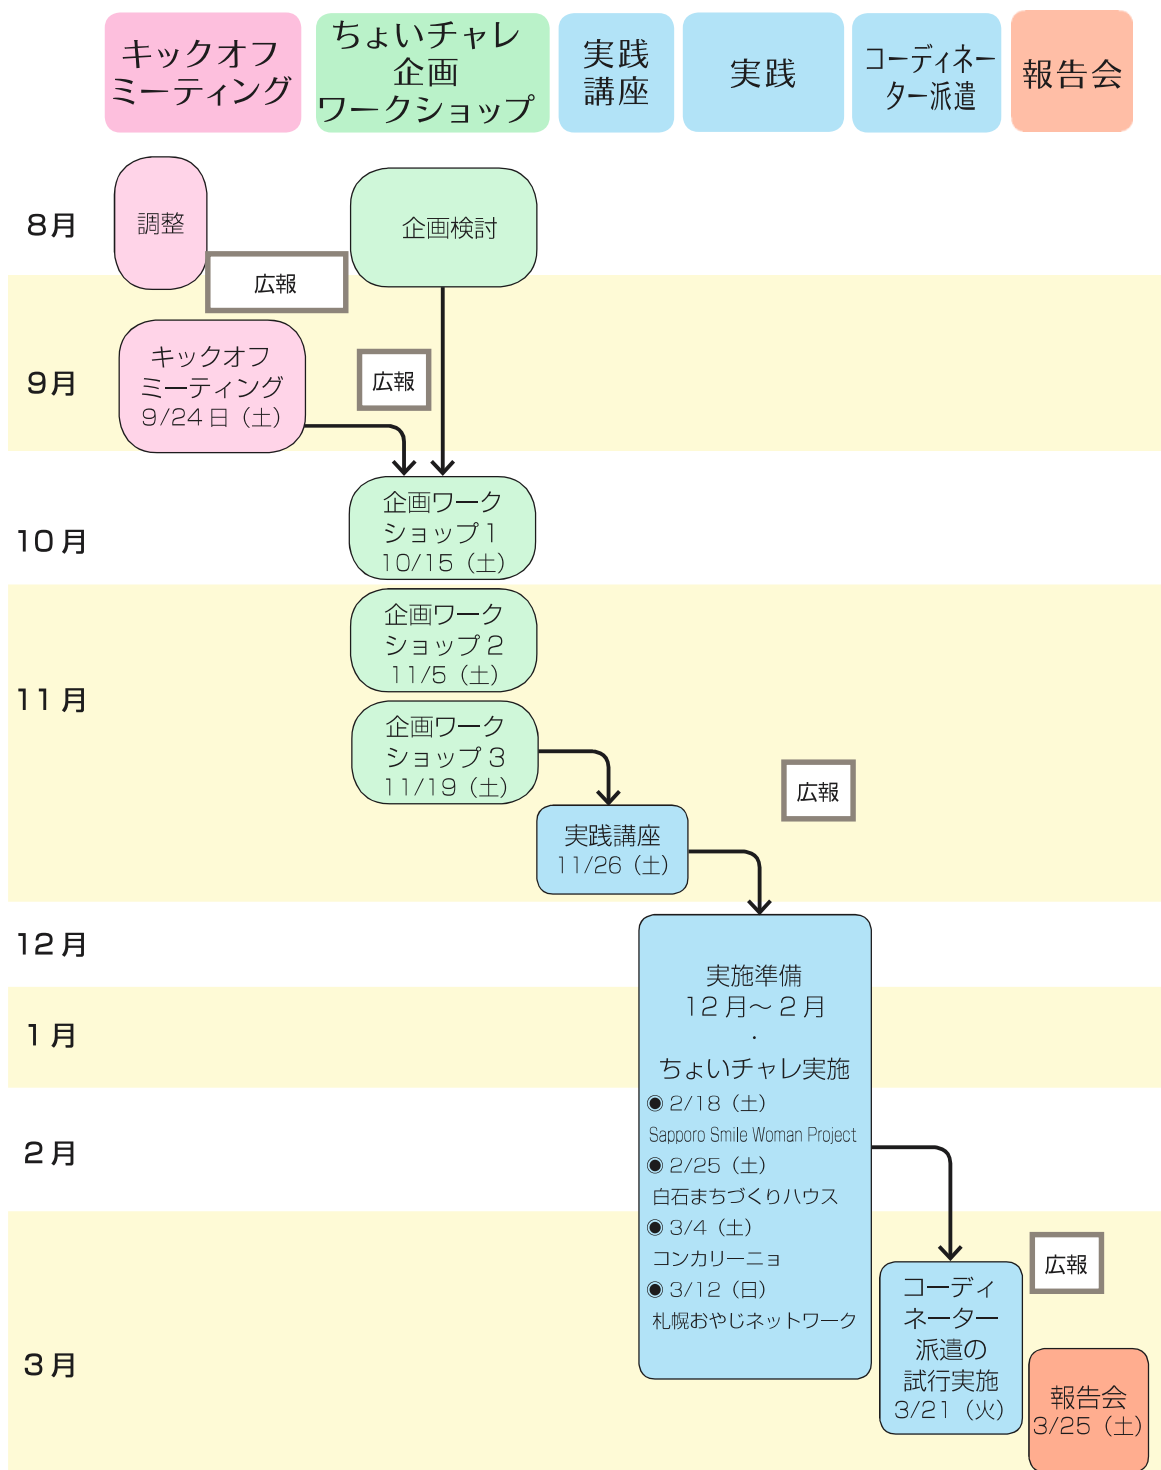 キックオフ
ミーティング
ちょいチャレ
企画
ワークショップ
実践
講座
実践
コーディネー
ター派遣
報告会
8月
調整
企画検討
広報
9月
キックオフ
ミーティング
9/24日（土）
広報
10月
企画ワーク
ショップ1
10/15（土）
11月
企画ワーク
ショップ2
11/5（土）
企画ワーク
ショップ3
11/19（土）
広報
実践講座
11/26（土）
12月
1月
2月
3月
実施準備
12月～2月
・
ちょいチャレ実施
◉ 2/18（土）
Sapporo Smile Woman Project
◉ 2/25（土）
白石まちづくりハウス
◉ 3/4（土）
コンカリーニョ
◉ 3/12（日）
札幌おやじネットワーク
コーディ
ネーター
派遣の
試行実施
3/21（火）
広報
報告会
3/25（土）